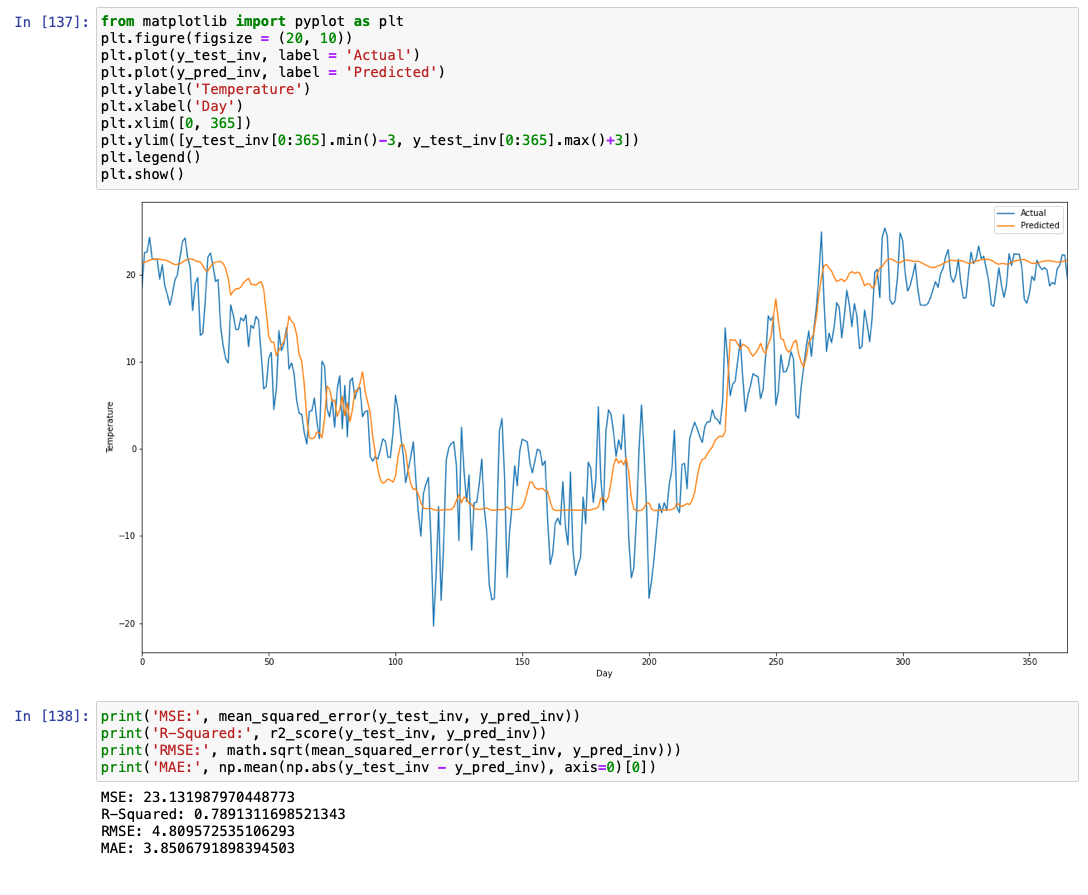 In [137]:
from matplotlib import pyplot as plt
plt.figure(figsize = (20, 10))
plt.plot(y_test_inv, label = 'Actual')
plt.plot(y_pred_inv, label = 'Predicted')
plt.ylabel('Temperature')
plt.xlabel('Day')
plt.xlim([0, 365])
plt.ylim([y_test_inv[0:365].min()-3, y_test_inv[0:365].max()+3])
plt.legend()
plt.show()
Actual
Predicted
20
10
0
−10
−20
Temperature
0 50 100 150 200 250 300 350
Day
In [138]:
print('MSE:', mean_squared_error(y_test_inv, y_pred_inv))
print('R-Squared:', r2_score(y_test_inv, y_pred_inv))
print('RMSE:', math.sqrt(mean_squared_error(y_test_inv, y_pred_inv)))
print('MAE:', np.mean(np.abs(y_test_inv - y_pred_inv), axis=0)[0])
MSE: 23.131987970448773
R-Squared: 0.7891311698521343
RMSE: 4.809572535106293
MAE: 3.8506791898394503